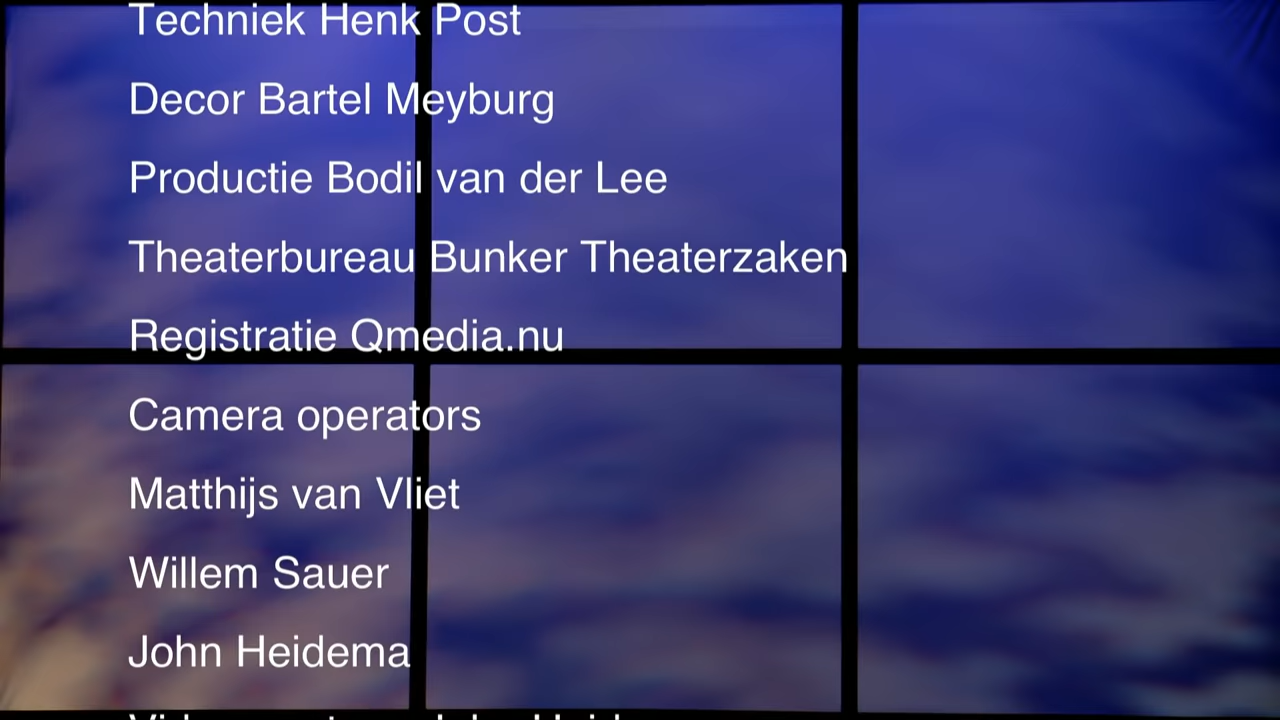 Techniek Henk Post
Decor Bartel Meyburg
Productie Bodil van der Lee
Theaterbureau Bunker Theaterzaken
Registratie Qmedia.nu
Camera operators
Matthijs van Vliet
Willem Sauer
John Heidema